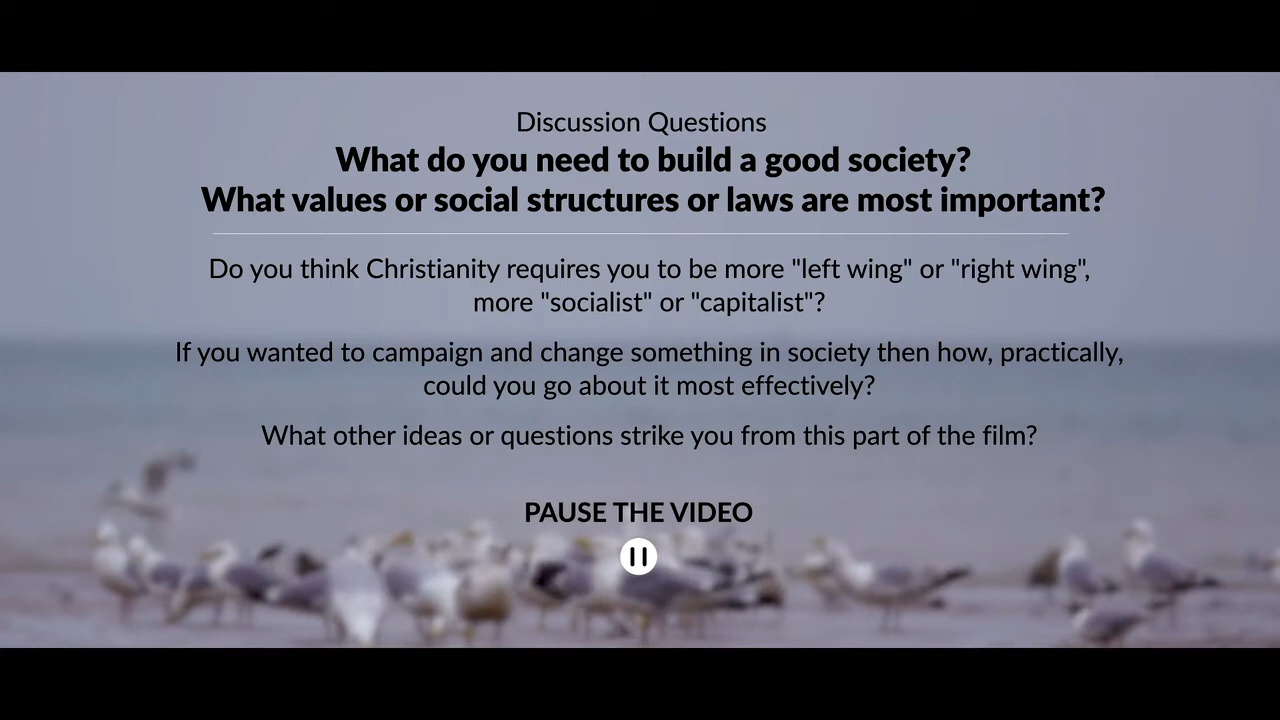 Discussion Questions
What do you need to build a good society?
What values or social structures or laws are most important?
Do you think Christianity requires you to be more "left wing" or "right wing",
more "socialist" or "capitalist"?
If you wanted to campaign and change something in society then how, practically,
could you go about it most effectively?
What other ideas or questions strike you from this part of the film?
PAUSE THE VIDEO